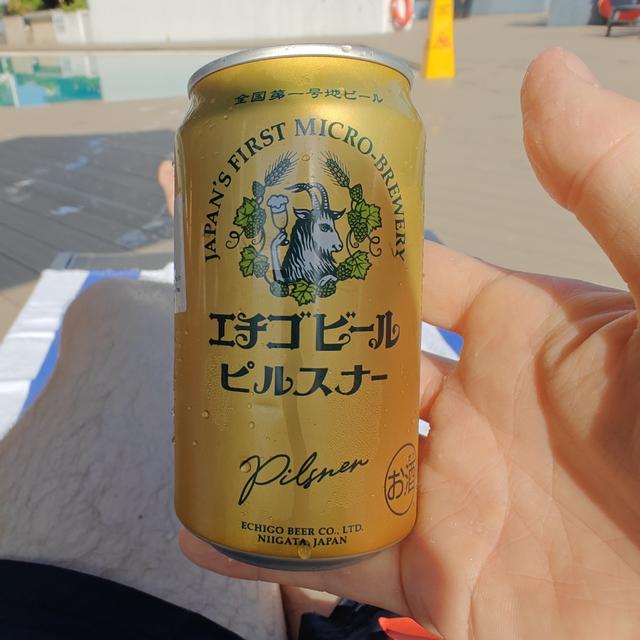 全国第一号地ビール
JAPAN'S FIRST MICRO-BREWERY
エチゴビール
ピルスナー
Pilsner
お酒
ECHIGO BEER CO., LTD.
NIIGATA, JAPAN